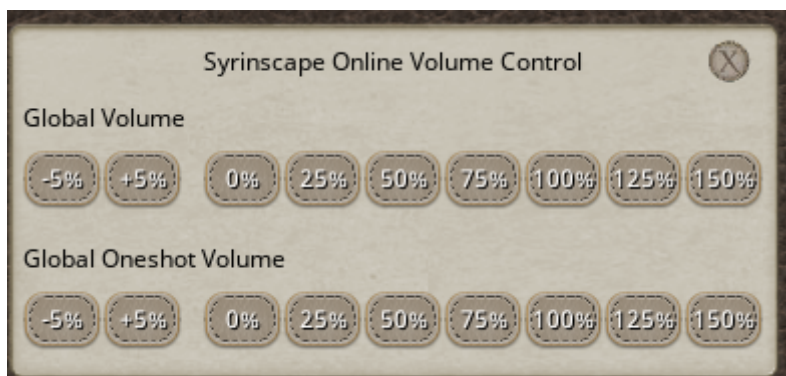 Syrinscape Online Volume Control X
Global Volume
-5% +5% 0% 25% 50% 75% 100% 125% 150%
Global Oneshot Volume
-5% +5% 0% 25% 50% 75% 100% 125% 150%